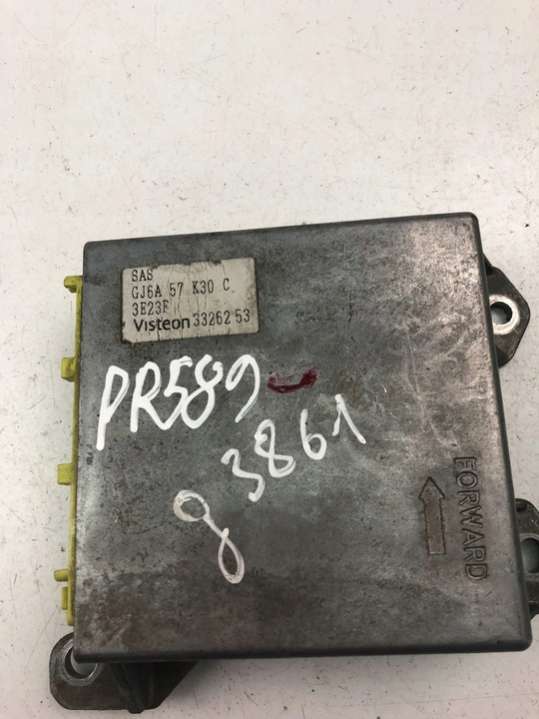 SAS
GJ6A 57 K30 C
3E23F
Visteon 33262 53
PR589
3861
8
FORWARD